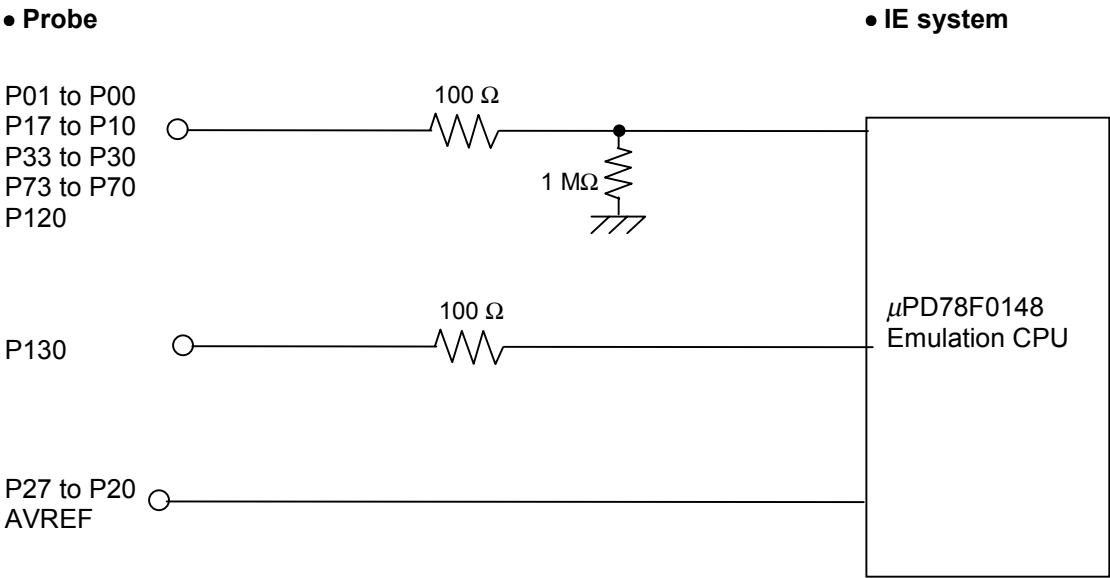 ● Probe
● IE system
P01 to P00
P17 to P10
P33 to P30
P73 to P70
P120
100 Ω
1 MΩ
P130
100 Ω
μPD78F0148
Emulation CPU
P27 to P20
AVREF